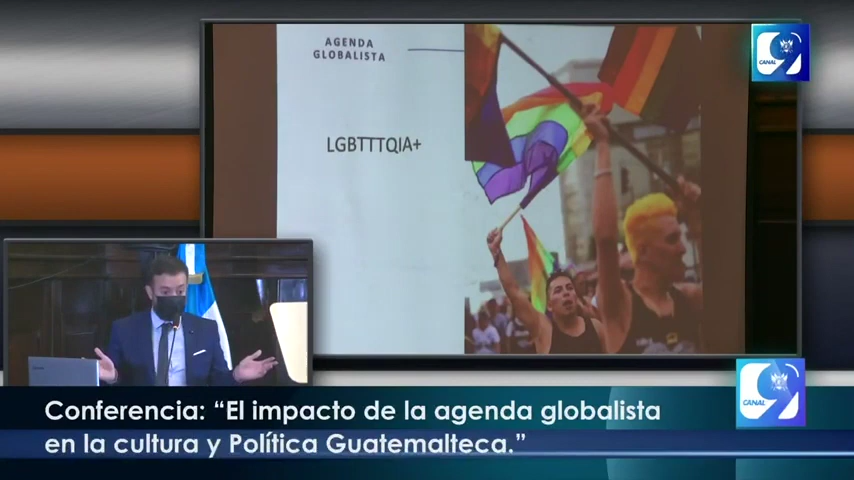 AGENDA
GLOBALISTA
LGBTTTQIA+
CANAL
9
Conferencia: “El impacto de la agenda globalista
en la cultura y Política Guatemalteca.”
CANAL
9